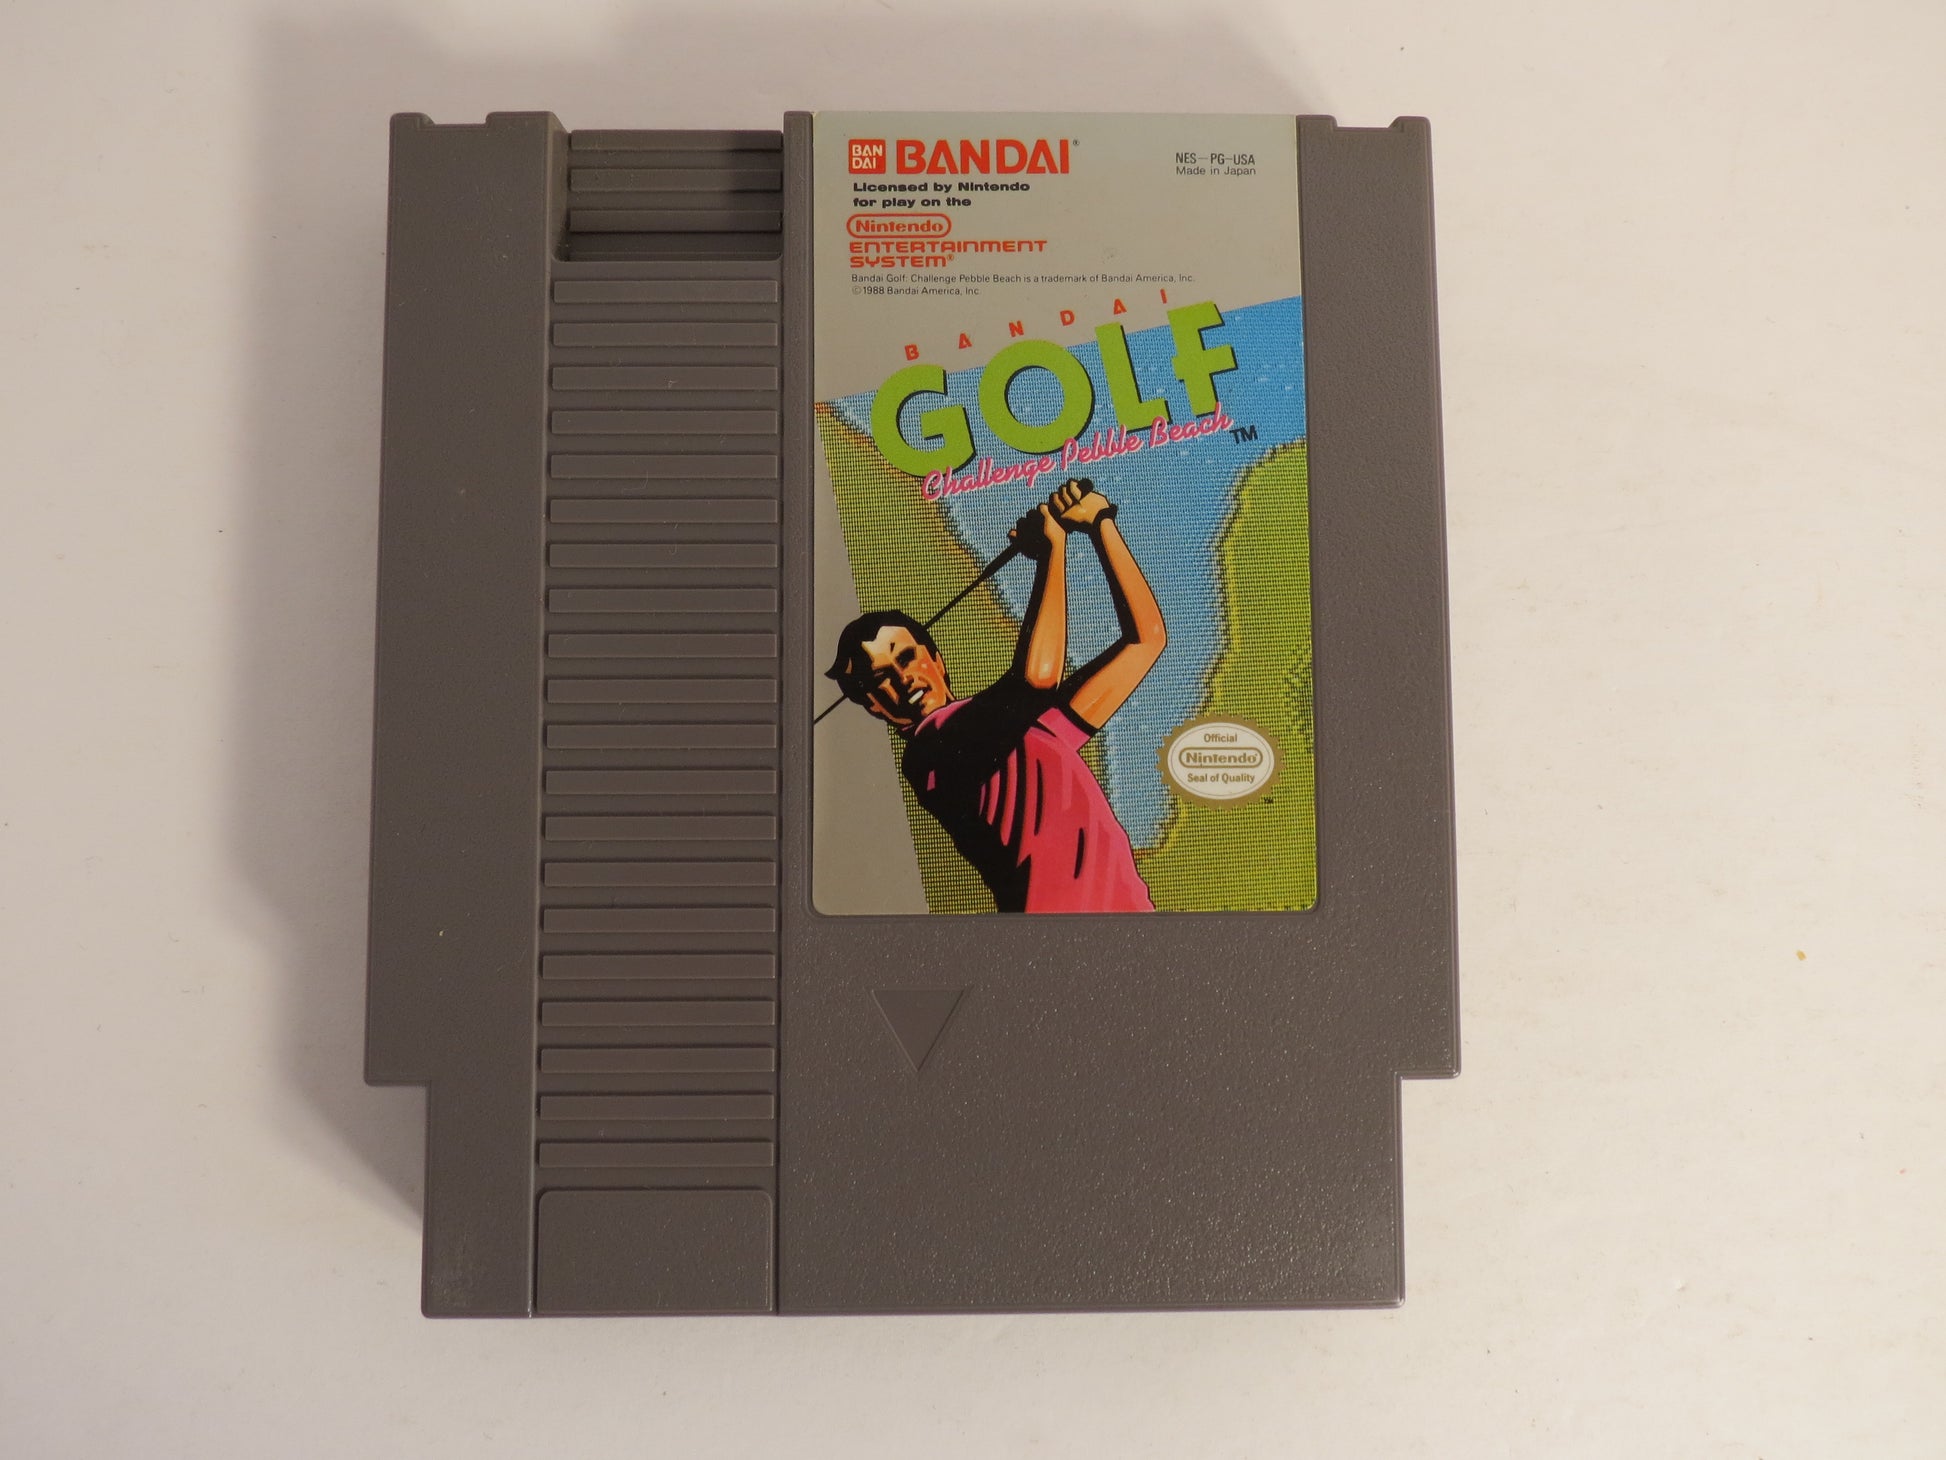 BAN DAI BANDAI®
NES-PG-USA
Made in Japan
Licensed by Nintendo
for play on the
Nintendo
ENTERTAINMENT
SYSTEM®
Bandai Golf: Challenge Pebble Beach is a trademark of Bandai America, Inc.
©1988 Bandai America, Inc.
BANDAI
GOLF
Challenge Pebble Beach TM
Official
Nintendo®
Seal of Quality
TM